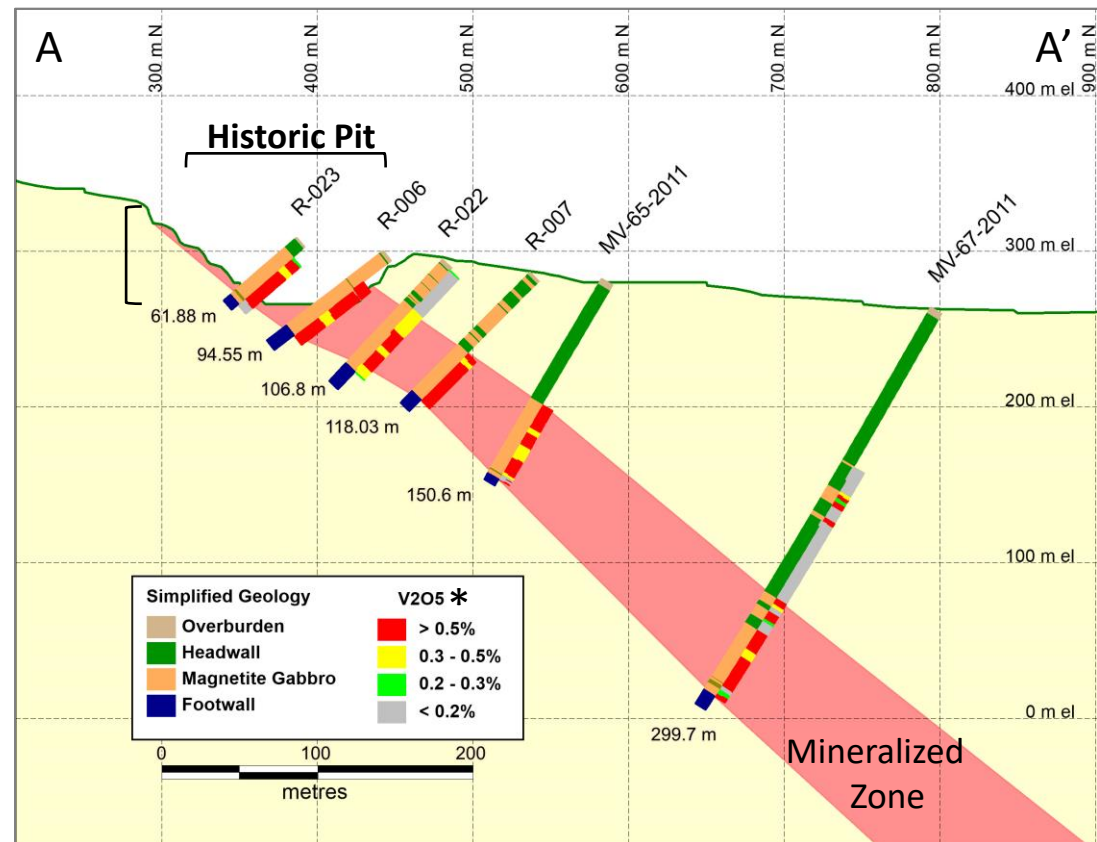 A
A’
300 m N
400 m N
500 m N
600 m N
700 m N
800 m N
900 m N
400 m el
Historic Pit
R-023
R-006
R-022
R-007
MV-65-2011
MV-67-2011
300 m el
61.88 m
94.55 m
106.8 m
118.03 m
200 m el
150.6 m
100 m el
Simplified Geology
Overburden
Headwall
Magnetite Gabbro
Footwall
V2O5 *
> 0.5%
0.3 - 0.5%
0.2 - 0.3%
< 0.2%
0 m el
299.7 m
Mineralized
Zone
0 100 200
metres